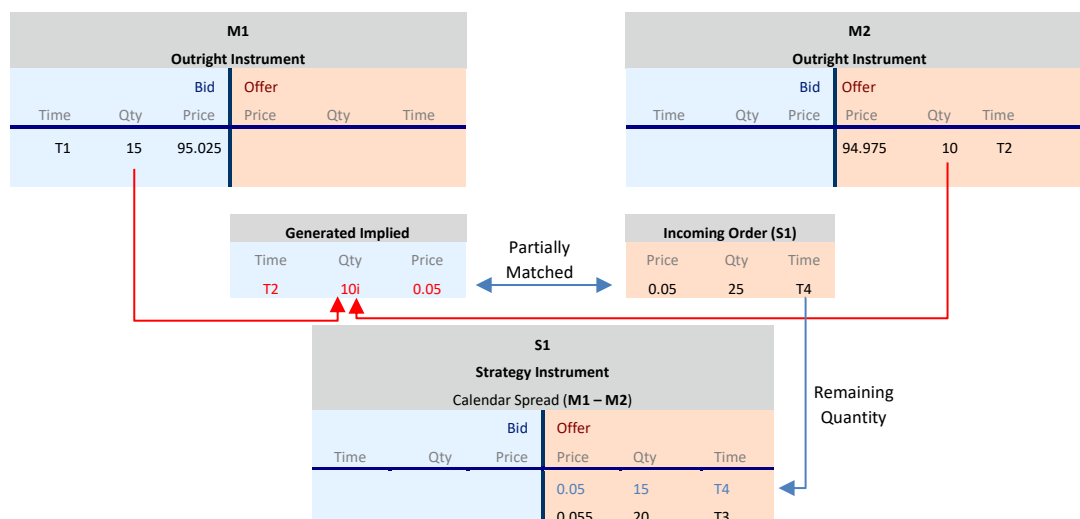 M1
Outright Instrument
Bid Offer
Time Qty Price Price Qty Time
T1 15 95.025
M2
Outright Instrument
Bid Offer
Time Qty Price Price Qty Time
94.975 10 T2
Generated Implied
Time Qty Price
T2 10i 0.05
Partially
Matched
Incoming Order (S1)
Price Qty Time
0.05 25 T4
S1
Strategy Instrument
Calendar Spread (M1 – M2)
Bid Offer
Time Qty Price Price Qty Time
0.05 15 T4
0.055 20 T3
Remaining
Quantity